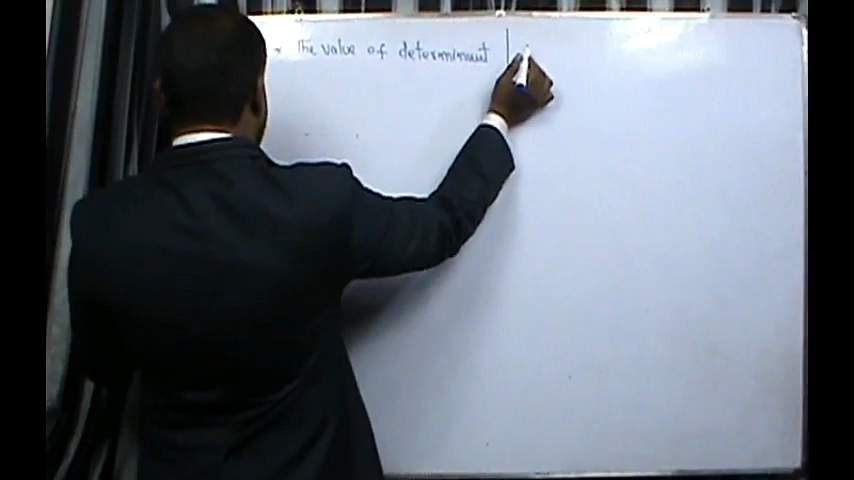 * The value of determinant |